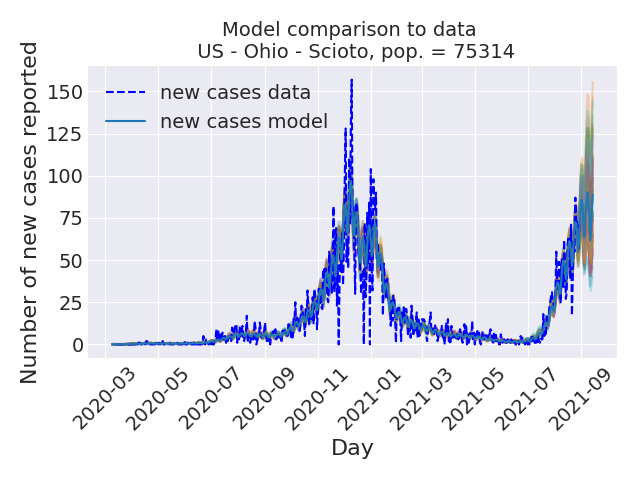 Model comparison to data
US - Ohio - Scioto, pop. = 75314
Number of new cases reported
150
125
100
75
50
25
0
new cases data
new cases model
2020-03
2020-05
2020-07
2020-09
2020-11
2021-01
2021-03
2021-05
2021-07
2021-09
Day